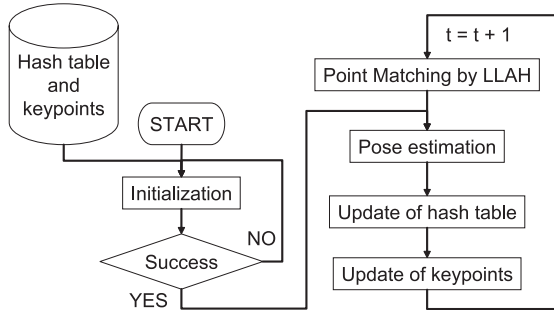 Hash table
and
keypoints
START
Initialization
NO
Success
YES
t = t + 1
Point Matching by LLAH
Pose estimation
Update of hash table
Update of keypoints